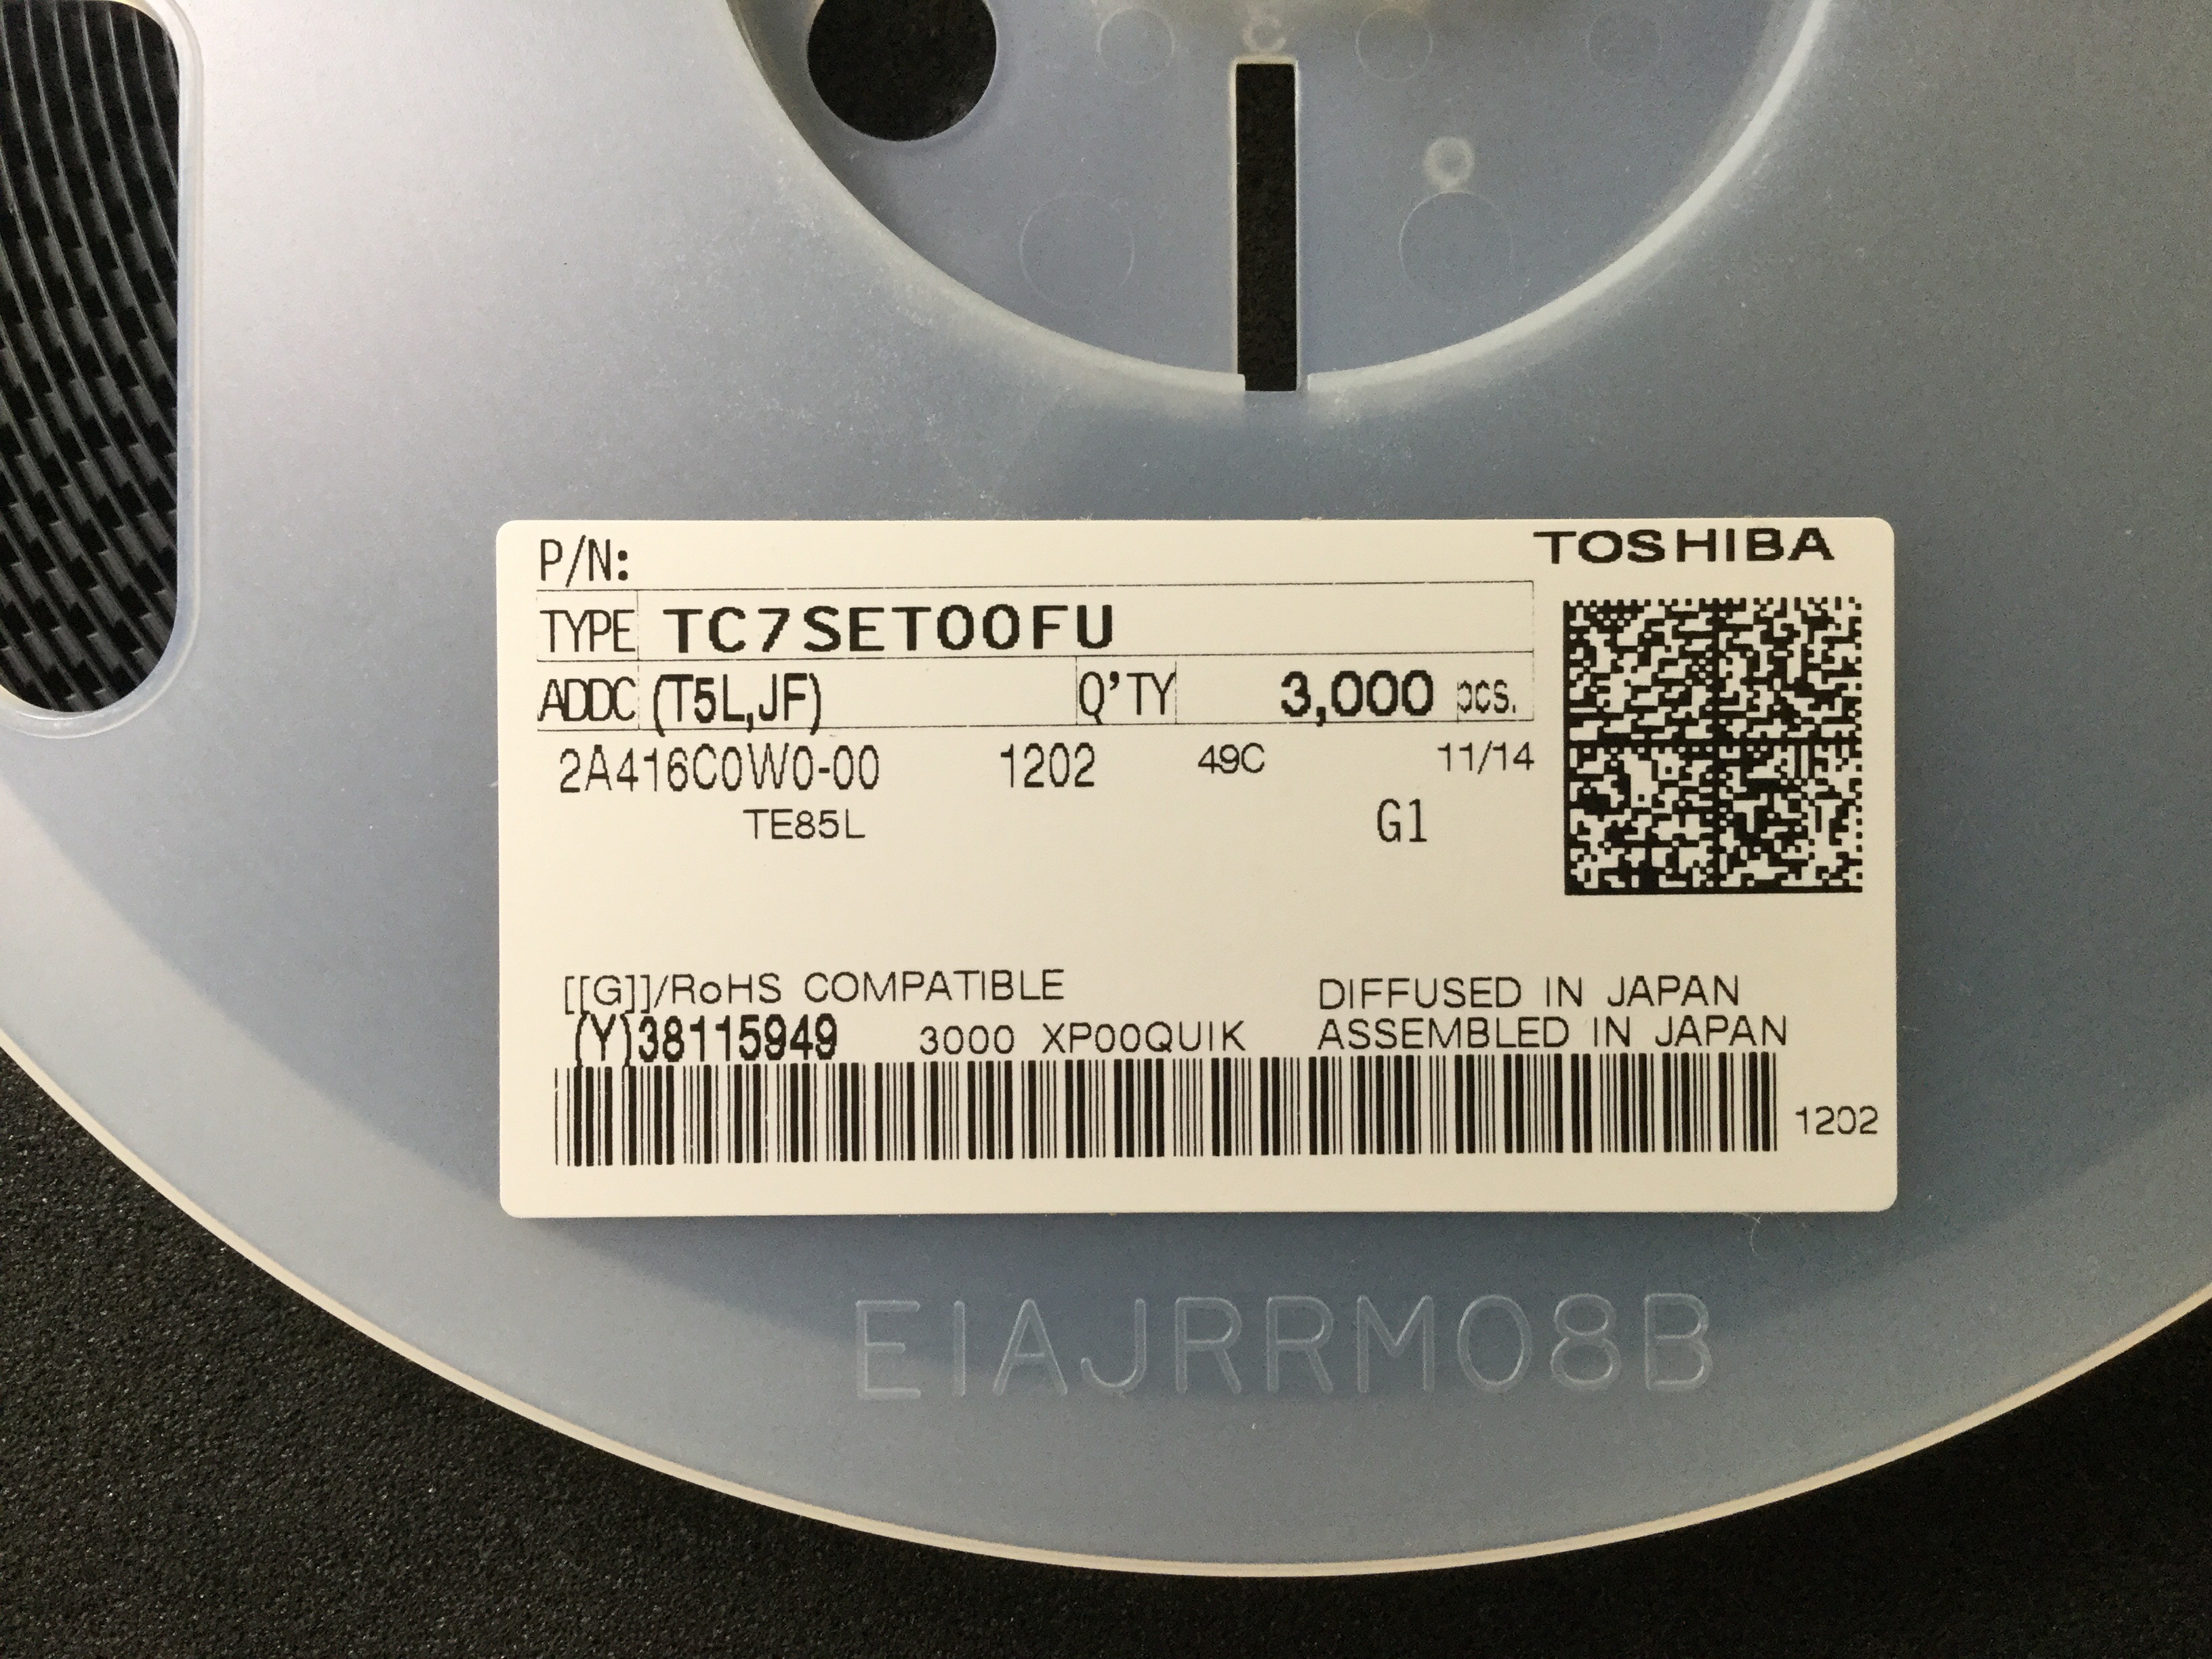 C
Q
P/N:
TOSHIBA
TYPE TC7SET00FU
ADDC (T5L,JF) Q'TY 3,000 pcs.
2A416C0W0-00 1202 49C 11/14
TE85L G1
[[G]]/RoHS COMPATIBLE DIFFUSED IN JAPAN
(Y)38115949 3000 XP00QUIK ASSEMBLED IN JAPAN
1202
EIAJRRM08B